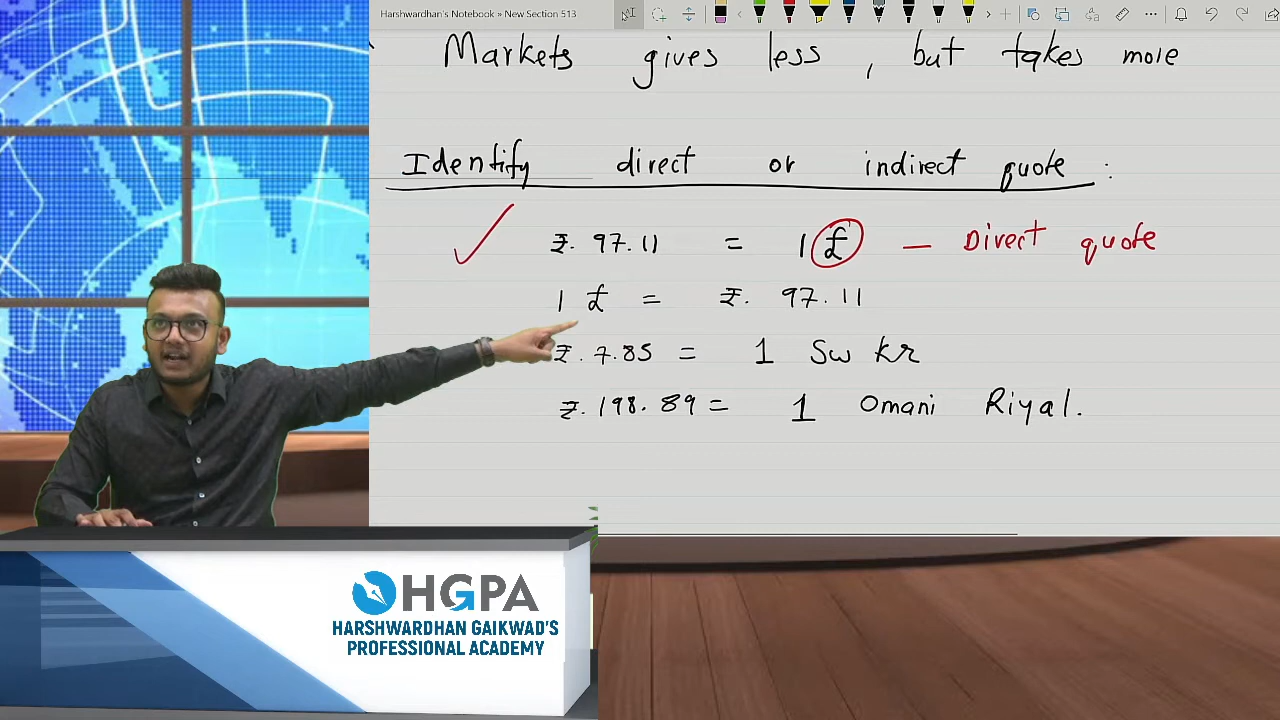 Harshwardhan's Notebook » New Section 513
Markets gives less, but takes more
Identify direct or indirect quote :
₹. 97.11 = 1 £ — Direct quote
1 £ = ₹. 97.11
₹. 7.85 = 1 Sw kr
₹. 198.89 = 1 Omani Riyal.
HGPA
HARSHWARDHAN GAIKWAD'S
PROFESSIONAL ACADEMY